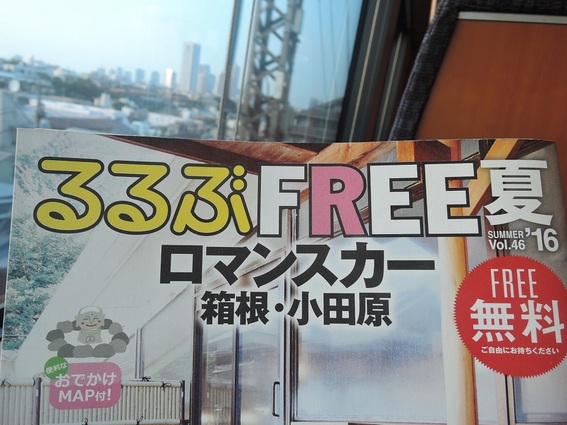 るるぶFREE夏
SUMMER
Vol.46 '16
ロマンスカー
箱根・小田原
FREE
無料
ご自由にお持ちください
便利な
おでかけ
MAP付!